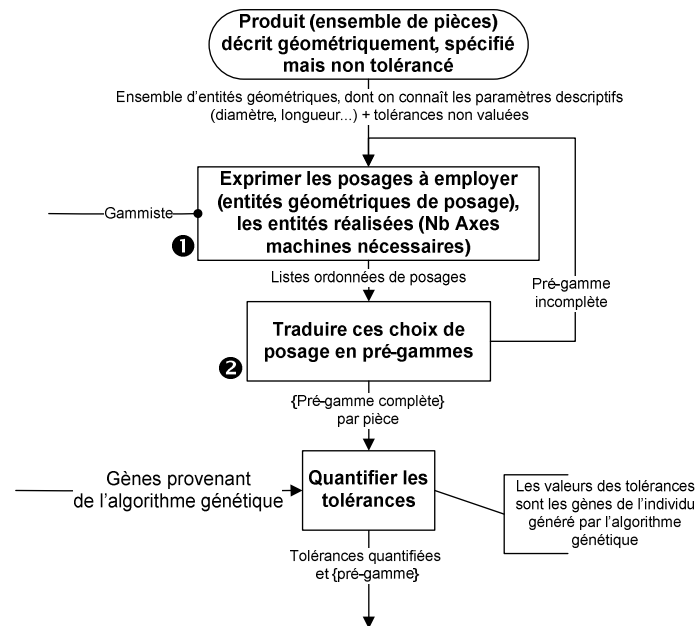 Produit (ensemble de pièces)
décrit géométriquement, spécifié
mais non tolérancé
Ensemble d'entités géométriques, dont on connaît les paramètres descriptifs
(diamètre, longueur...) + tolérances non valuées
Exprimer les posages à employer
(entités géométriques de posage),
les entités réalisées (Nb Axes
machines nécessaires)
Gammiste
❶
Listes ordonnées de posages
Pré-gamme
incomplète
Traduire ces choix de
posage en pré-gammes
❷
{Pré-gamme complète}
par pièce
Gènes provenant
de l'algorithme génétique
Quantifier les
tolérances
Les valeurs des tolérances
sont les gènes de l'individu
généré par l'algorithme
génétique
Tolérances quantifiées
et {pré-gamme}